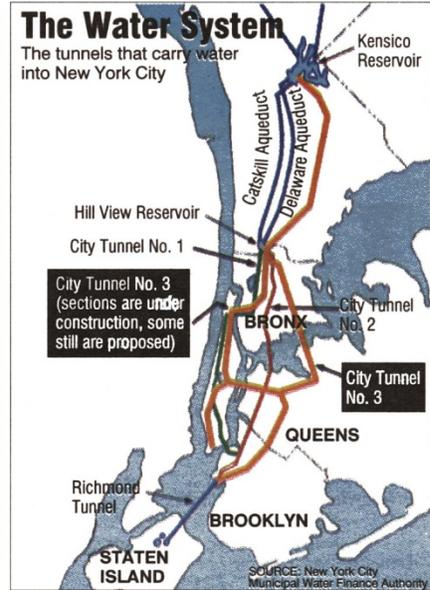 The Water System
The tunnels that carry water
into New York City
Kensico
Reservoir
Catskill Aqueduct
Delaware Aqueduct
Hill View Reservoir
City Tunnel No. 1
City Tunnel No. 3
(sections are under
construction, some
still are proposed)
City Tunnel
No. 2
BRONX
City Tunnel
No. 3
QUEENS
Richmond
Tunnel
BROOKLYN
STATEN
ISLAND
SOURCE: New York City
Municipal Water Finance Authority